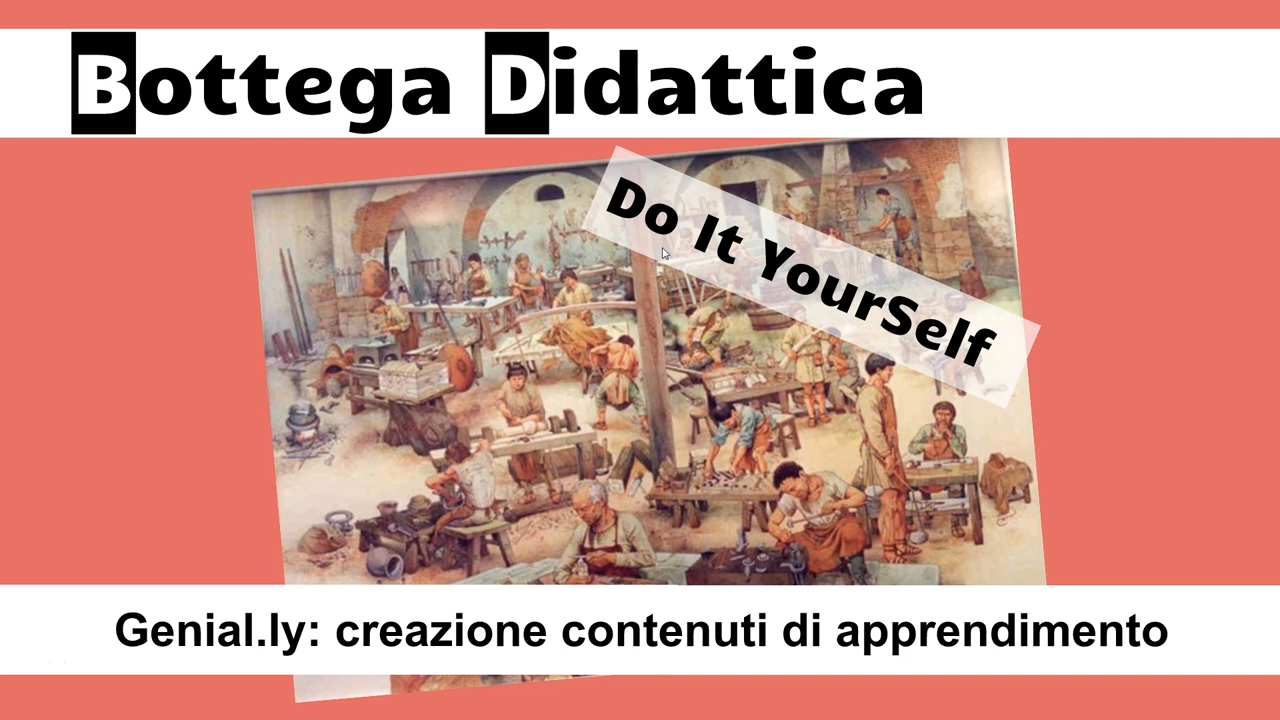 Bottega Didattica
Do It YourSelf
Genial.ly: creazione contenuti di apprendimento